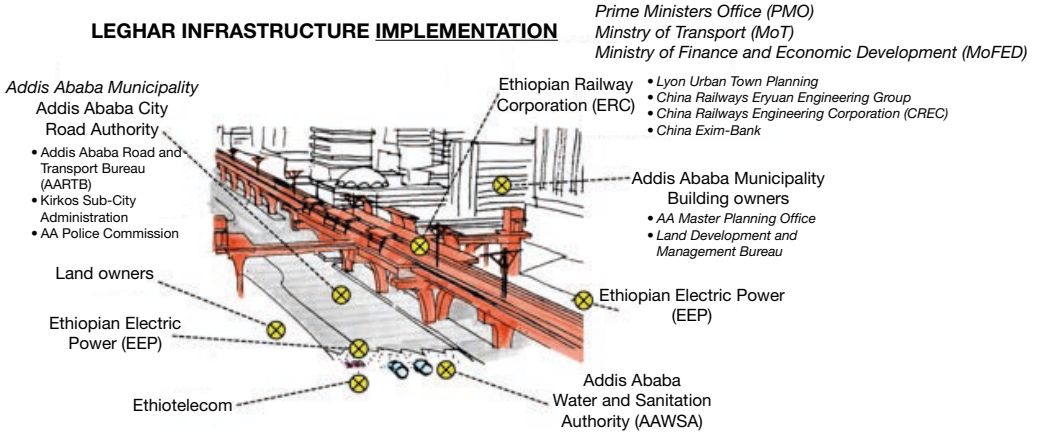 LEGHAR INFRASTRUCTURE IMPLEMENTATION
Prime Ministers Office (PMO)
Minstry of Transport (MoT)
Ministry of Finance and Economic Development (MoFED)
Addis Ababa Municipality
Addis Ababa City
Road Authority
• Addis Ababa Road and
Transport Bureau
(AARTB)
• Kirkos Sub-City
Administration
• AA Police Commission
Ethiopian Railway
Corporation (ERC)
• Lyon Urban Town Planning
• China Railways Eryuan Engineering Group
• China Railways Engineering Corporation (CREC)
• China Exim-Bank
Addis Ababa Municipality
Building owners
• AA Master Planning Office
• Land Development and
Management Bureau
Land owners
Ethiopian Electric Power
(EEP)
Ethiopian Electric
Power (EEP)
Ethiotelecom
Addis Ababa
Water and Sanitation
Authority (AAWSA)